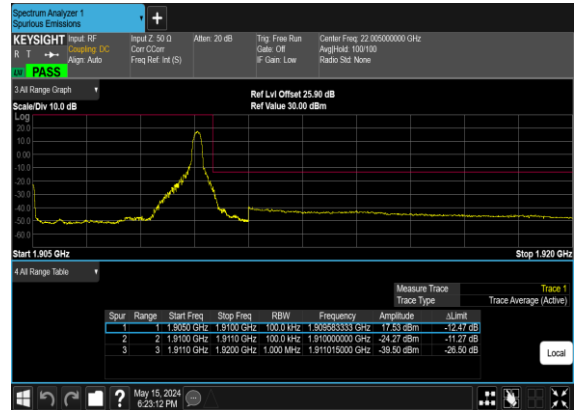 Spectrum Analyzer 1
Spurious Emissions
KEYSIGHT Input: RF Input Z: 50 Ω Atten: 20 dB Trig: Free Run Center Freq: 22.005000000 GHz
R T Coupling: DC Corr CCorr Gate: Off Avg|Hold: 100/100
Align: Auto Freq Ref: Int (S) IF Gain: Low Radio Std: None
PASS
3 All Range Graph
Ref Lvl Offset 25.90 dB
Scale/Div 10.0 dB Ref Value 30.00 dBm
Log
20.0
10.0
0.00
-10.0
-20.0
-30.0
-40.0
-50.0
-60.0
Start 1.905 GHz Stop 1.920 GHz
4 All Range Table
Measure Trace Trace 1
Trace Type Trace Average (Active)
Spur Range Start Freq Stop Freq RBW Frequency Amplitude ΔLimit
1 1 1.9050 GHz 1.9100 GHz 100.0 kHz 1.909583333 GHz 17.53 dBm -12.47 dB
2 2 1.9100 GHz 1.9110 GHz 100.0 kHz 1.910000000 GHz -24.27 dBm -11.27 dB
3 3 1.9110 GHz 1.9200 GHz 1.000 MHz 1.911015000 GHz -39.50 dBm -26.50 dB
Local
May 15, 2024
6:23:12 PM